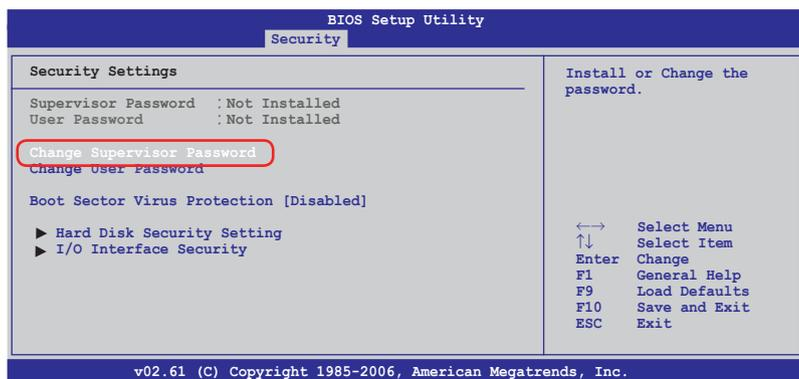 BIOS Setup Utility
Security
Security Settings
Supervisor Password : Not Installed
User Password : Not Installed
Change Supervisor Password
Change User Password
Boot Sector Virus Protection [Disabled]
▶ Hard Disk Security Setting
▶ I/O Interface Security
Install or Change the
password.
←→ Select Menu
↑↓ Select Item
Enter Change
F1 General Help
F9 Load Defaults
F10 Save and Exit
ESC Exit
v02.61 (C) Copyright 1985-2006, American Megatrends, Inc.